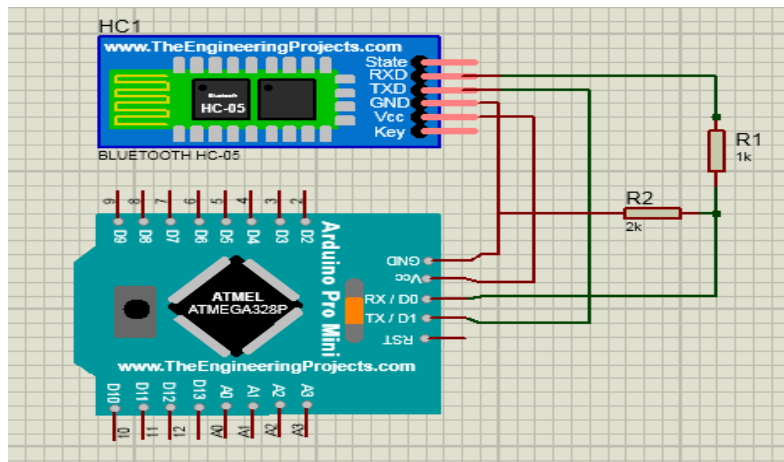 HC1
www.TheEngineeringProjects.com
State
RXD
TXD
GND
Vcc
Key
Bluetooth
HC-05
BLUETOOTH HC-05
R1
1k
R2
2k
9
8
7
6
5
4
3
2
D9
D8
D7
D6
D5
D4
D3
D2
Arduino Pro Mini
GND
Vcc
RX / D0
TX / D1
RST
ATMEL
ATMEGA328P
www.TheEngineeringProjects.com
D10
D11
D12
D13
A0
A1
A2
A3
10
11
12
A0
A1
A2
A3